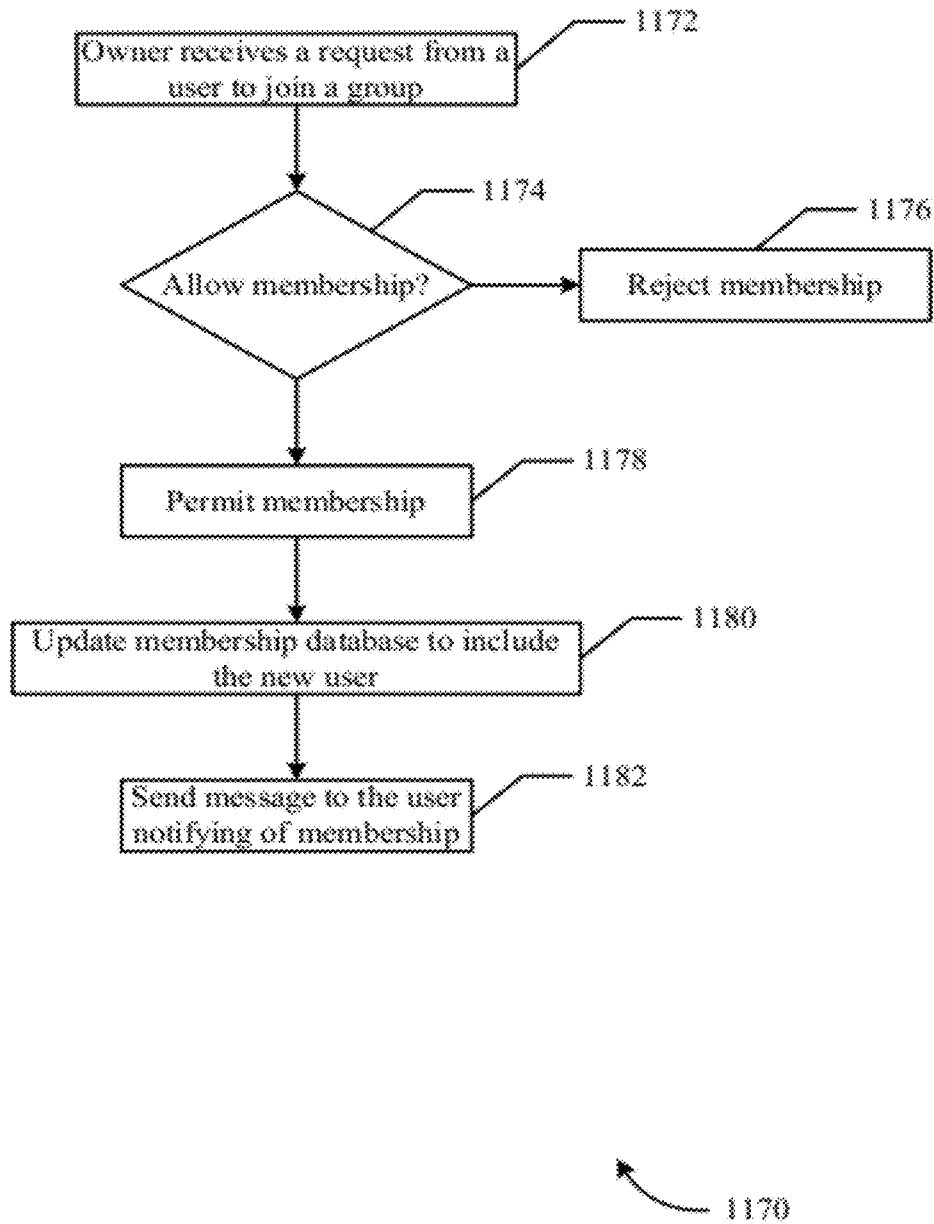 1172
Owner receives a request from a
user to join a group
1174
1176
Allow membership?
Reject membership
1178
Permit membership
1180
Update membership database to include
the new user
1182
Send message to the user
notifying of membership
1170